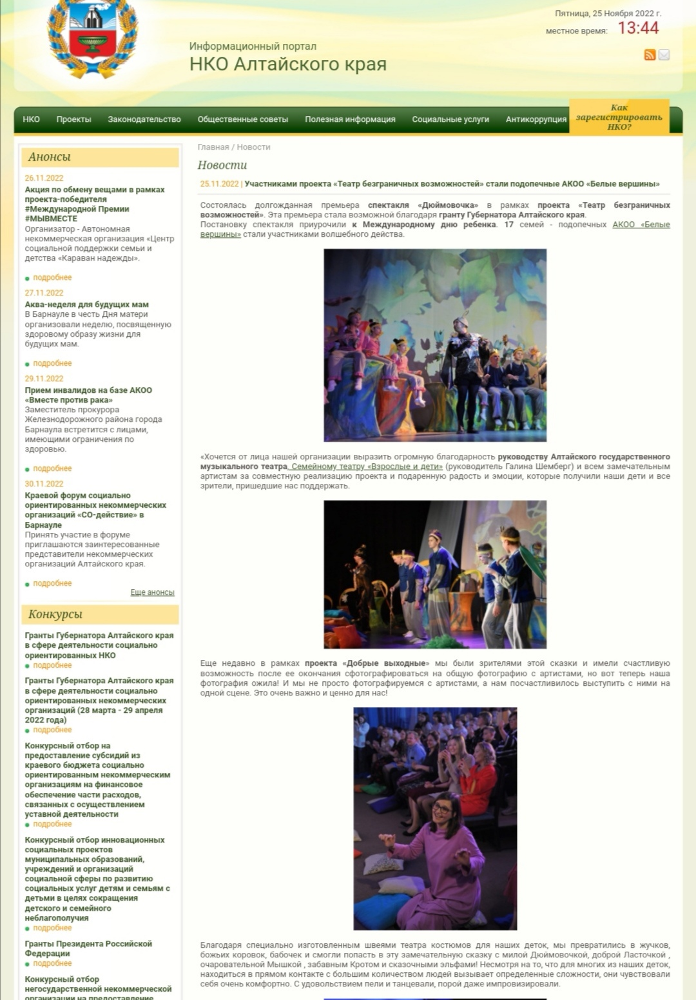 Пятница, 25 Ноября 2022 г.
местное время: 13:44
Информационный портал
НКО Алтайского края
НКО Проекты Законодательство Общественные советы Полезная информация Социальные услуги Антикоррупция
Как
зарегистрировать
НКО?
Анонсы
26.11.2022
Акция по обмену вещами в рамках
проекта-победителя
#Международной Премии
#МЫВМЕСТЕ
Организатор - Автономная
некоммерческая организация «Центр
социальной поддержки семьи и
детства «Караван надежды».
подробнее
27.11.2022
Аква-неделя для будущих мам
В Барнауле в честь Дня матери
организовали неделю, посвященную
здоровому образу жизни для
будущих мам.
подробнее
29.11.2022
Прием инвалидов на базе АКОО
«Вместе против рака»
Заместитель прокурора
Железнодорожного района города
Барнаула встретится с лицами,
имеющими ограничения по
здоровью.
подробнее
30.11.2022
Краевой форум социально
ориентированных некоммерческих
организаций «СО-действие» в
Барнауле
Принять участие в форуме
приглашаются заинтересованные
представители некоммерческих
организаций Алтайского края.
подробнее
Еще анонсы
Конкурсы
Гранты Губернатора Алтайского края
в сфере деятельности социально
ориентированных НКО
подробнее
Гранты Губернатора Алтайского края
в сфере деятельности социально
ориентированных некоммерческих
организаций (28 марта - 29 апреля
2022 года)
подробнее
Конкурсный отбор на
предоставление субсидий из
краевого бюджета социально
ориентированным некоммерческим
организациям на финансовое
обеспечение части расходов,
связанных с осуществлением
уставной деятельности
подробнее
Конкурсный отбор инновационных
социальных проектов
муниципальных образований,
учреждений и организаций
социальной сферы по развитию
социальных услуг детям и семьям с
детьми в целях сокращения
детского и семейного
неблагополучия
подробнее
Гранты Президента Российской
Федерации
подробнее
Конкурсный отбор
негосударственной некоммерческой
организации на предоставление
Главная / Новости
Новости
25.11.2022 | Участниками проекта «Театр безграничных возможностей» стали подопечные АКОО «Белые вершины»
Состоялась долгожданная премьера спектакля «Дюймовочка» в рамках проекта «Театр безграничных
возможностей». Эта премьера стала возможной благодаря гранту Губернатора Алтайского края.
Постановку спектакля приурочили к Международному дню ребенка. 17 семей - подопечных АКОО «Белые
вершины» стали участниками волшебного действа.
«Хочется от лица нашей организации выразить огромную благодарность руководству Алтайского государственного
музыкального театра, Семейному театру «Взрослые и дети» (руководитель Галина Шемберг) и всем замечательным
артистам за совместную реализацию проекта и подаренную радость и эмоции, которые получили наши дети и все
зрители, пришедшие нас поддержать.
Еще недавно в рамках проекта «Добрые выходные» мы были зрителями этой сказки и имели счастливую
возможность после ее окончания сфотографироваться на общую фотографию с артистами, но вот теперь наша
фотография ожила! И мы не просто фотографируемся с артистами, а нам посчастливилось выступить с ними на
одной сцене. Это очень важно и ценно для нас!
Благодаря специально изготовленным швеями театра костюмов для наших деток, мы превратились в жучков,
божьих коровок, бабочек и смогли попасть в эту замечательную сказку с милой Дюймовочкой, доброй Ласточкой ,
очаровательной Мышкой , забавным Кротом и сказочными эльфами! Несмотря на то, что для многих из наших деток,
находиться в прямом контакте с большим количеством людей вызывает определенные сложности, они чувствовали
себя очень комфортно. С удовольствием пели и танцевали, порой даже импровизировали.